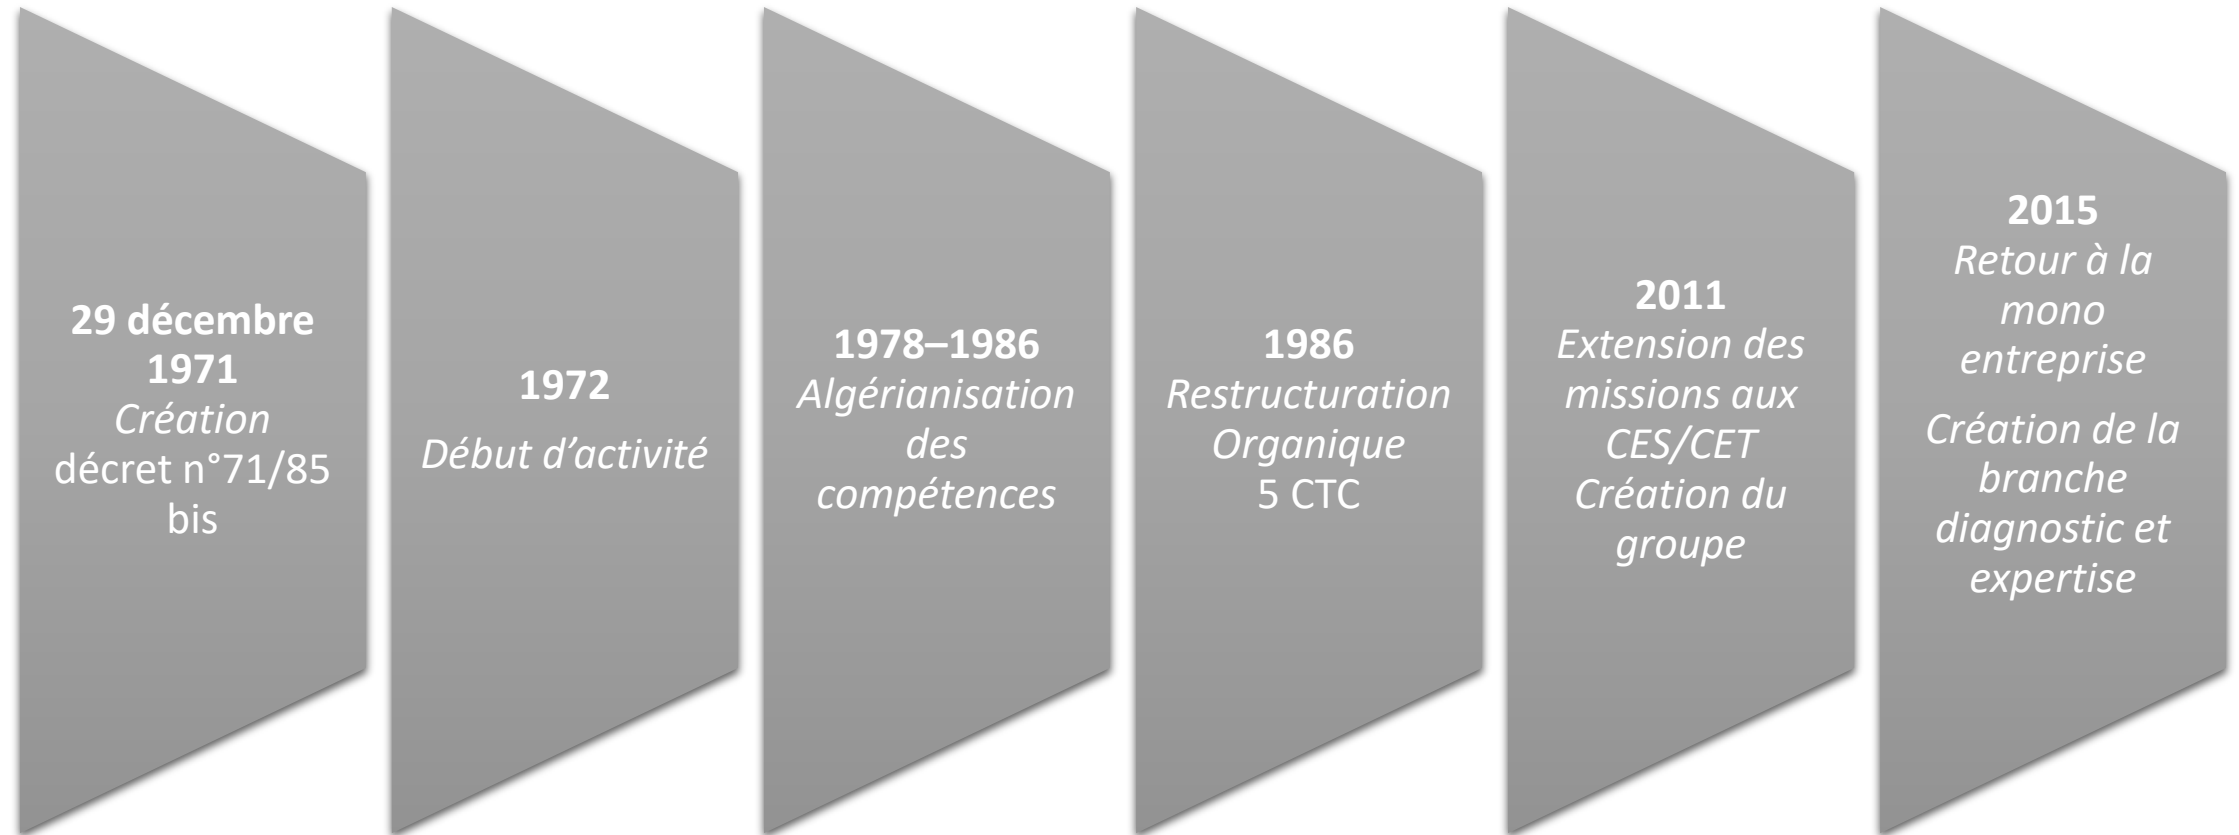 29 décembre
1971
Création
décret n°71/85
bis
1972
Début d’activité
1978–1986
Algérianisation
des
compétences
1986
Restructuration
Organique
5 CTC
2011
Extension des
missions aux
CES/CET
Création du
groupe
2015
Retour à la
mono
entreprise
Création de la
branche
diagnostic et
expertise